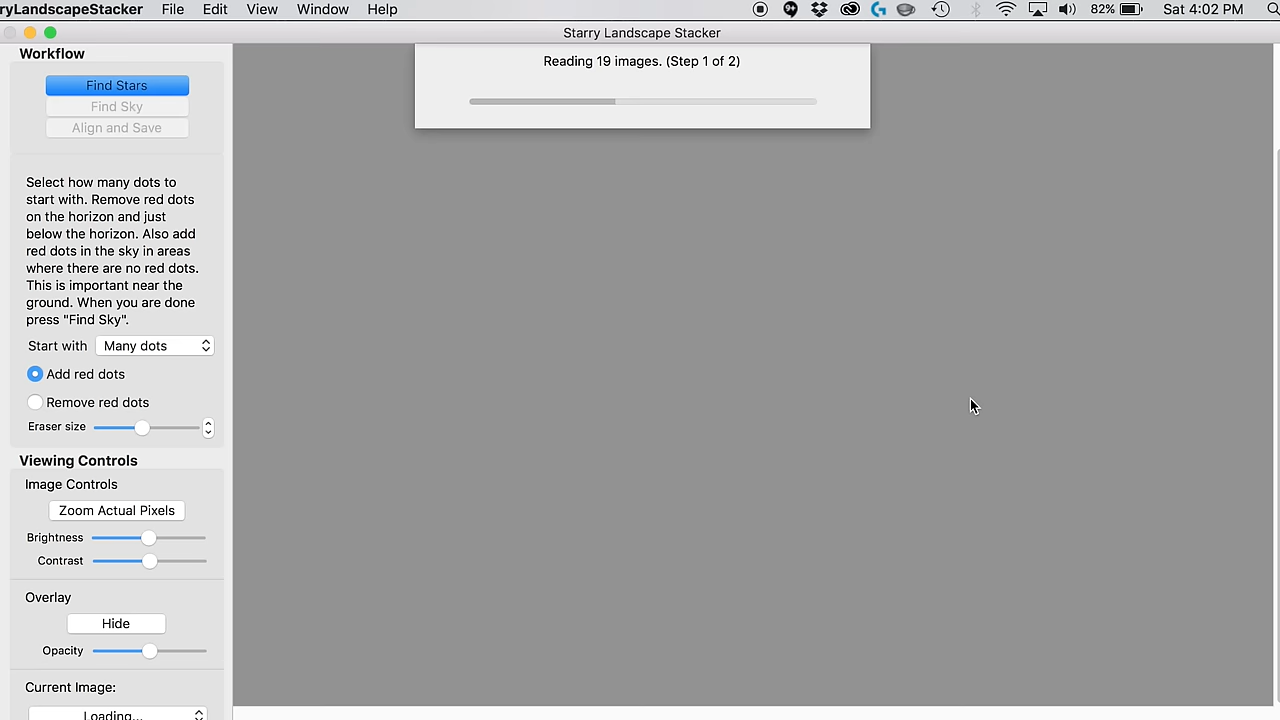 ryLandscapeStacker File Edit View Window Help 82% Sat 4:02 PM
Starry Landscape Stacker
Workflow
Find Stars
Find Sky
Align and Save
Reading 19 images. (Step 1 of 2)
Select how many dots to
start with. Remove red dots
on the horizon and just
below the horizon. Also add
red dots in the sky in areas
where there are no red dots.
This is important near the
ground. When you are done
press "Find Sky".
Start with Many dots
Add red dots
Remove red dots
Eraser size
Viewing Controls
Image Controls
Zoom Actual Pixels
Brightness
Contrast
Overlay
Hide
Opacity
Current Image:
Loading...